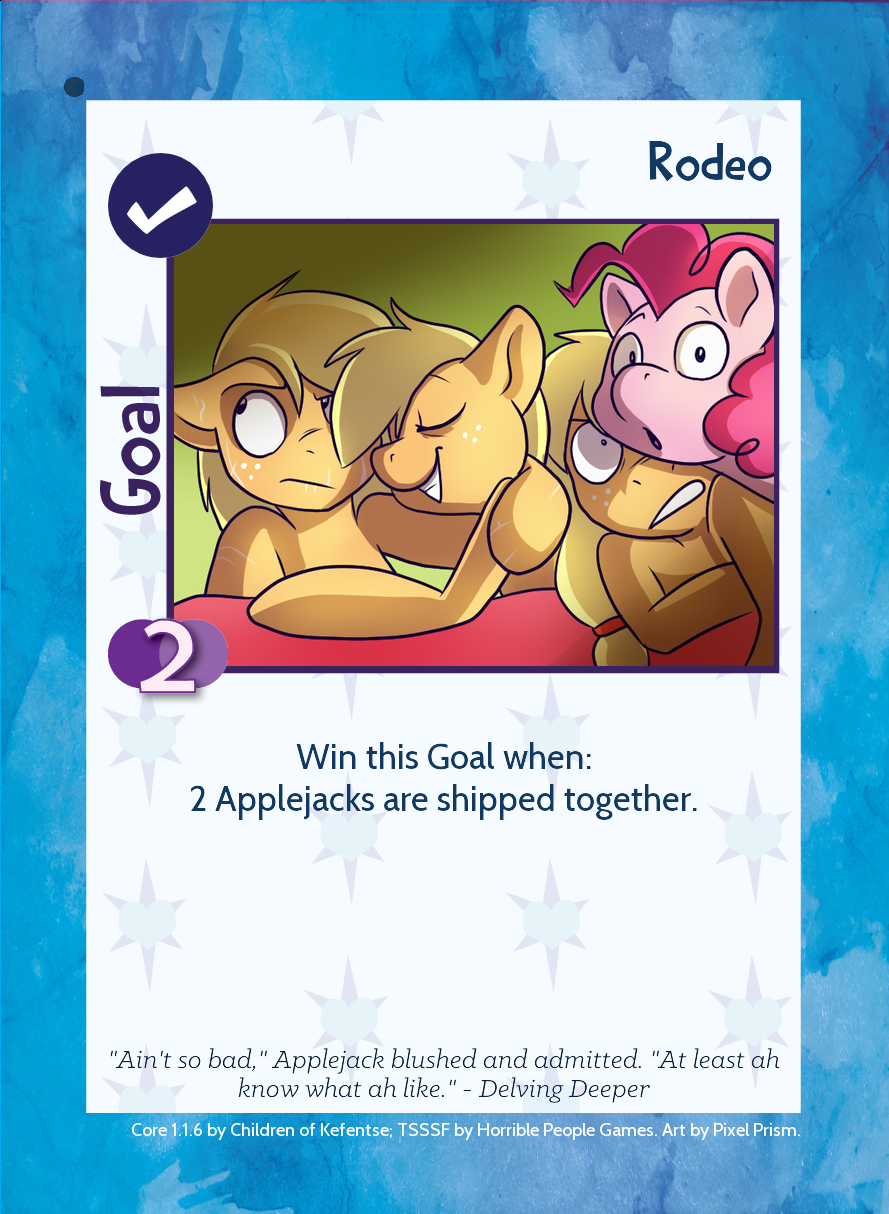 Rodeo
Goal
2
Win this Goal when:
2 Applejacks are shipped together.
"Ain't so bad," Applejack blushed and admitted. "At least ah
know what ah like." - Delving Deeper
Core 1.1.6 by Children of Kefentse; TSSSF by Horrible People Games. Art by Pixel Prism.